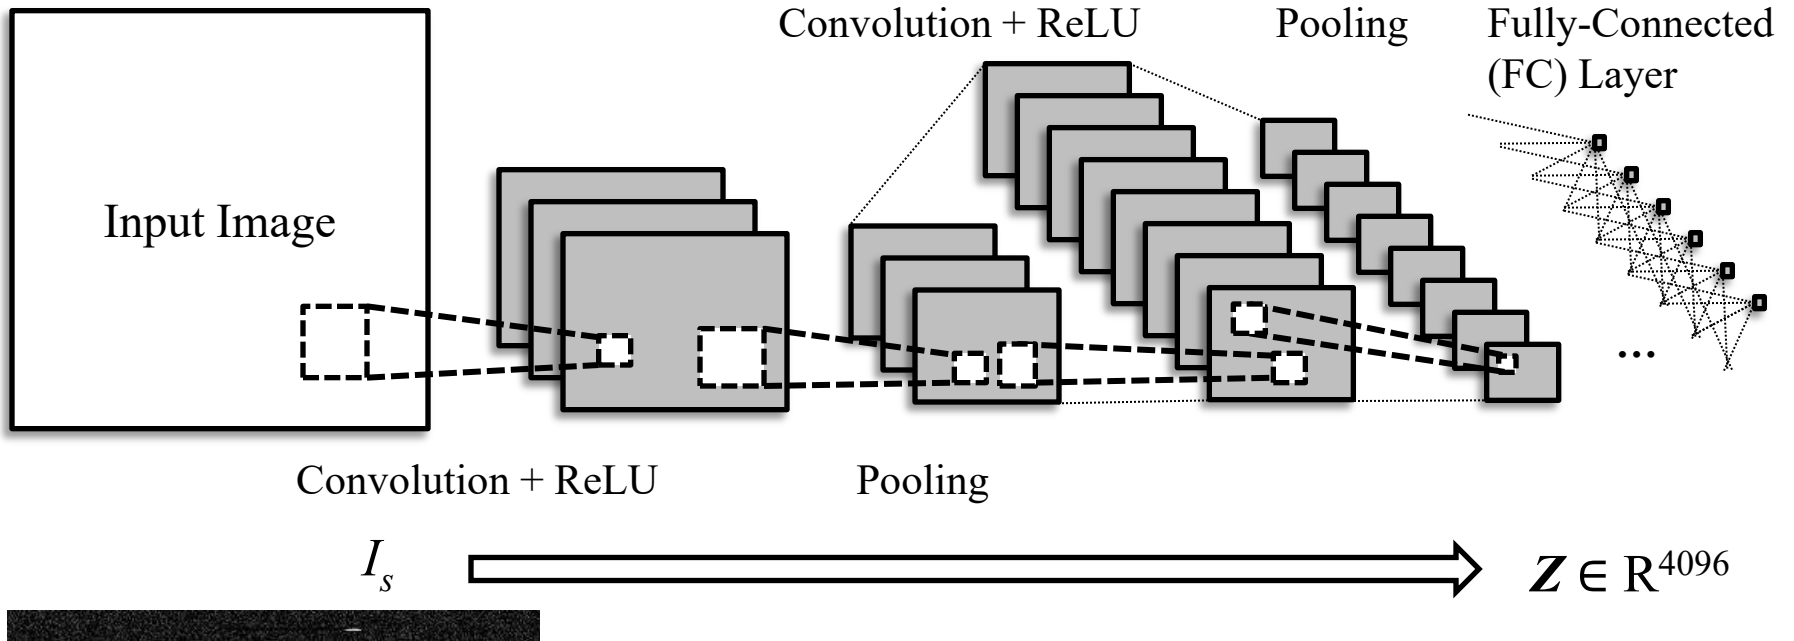 Convolution + ReLU
Pooling
Fully-Connected
(FC) Layer
Input Image
...
Convolution + ReLU
Pooling
I_s
Z ∈ R^4096